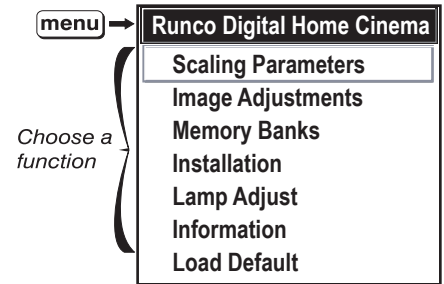 menu
Runco Digital Home Cinema
Scaling Parameters
Image Adjustments
Memory Banks
Choose a
function
Installation
Lamp Adjust
Information
Load Default